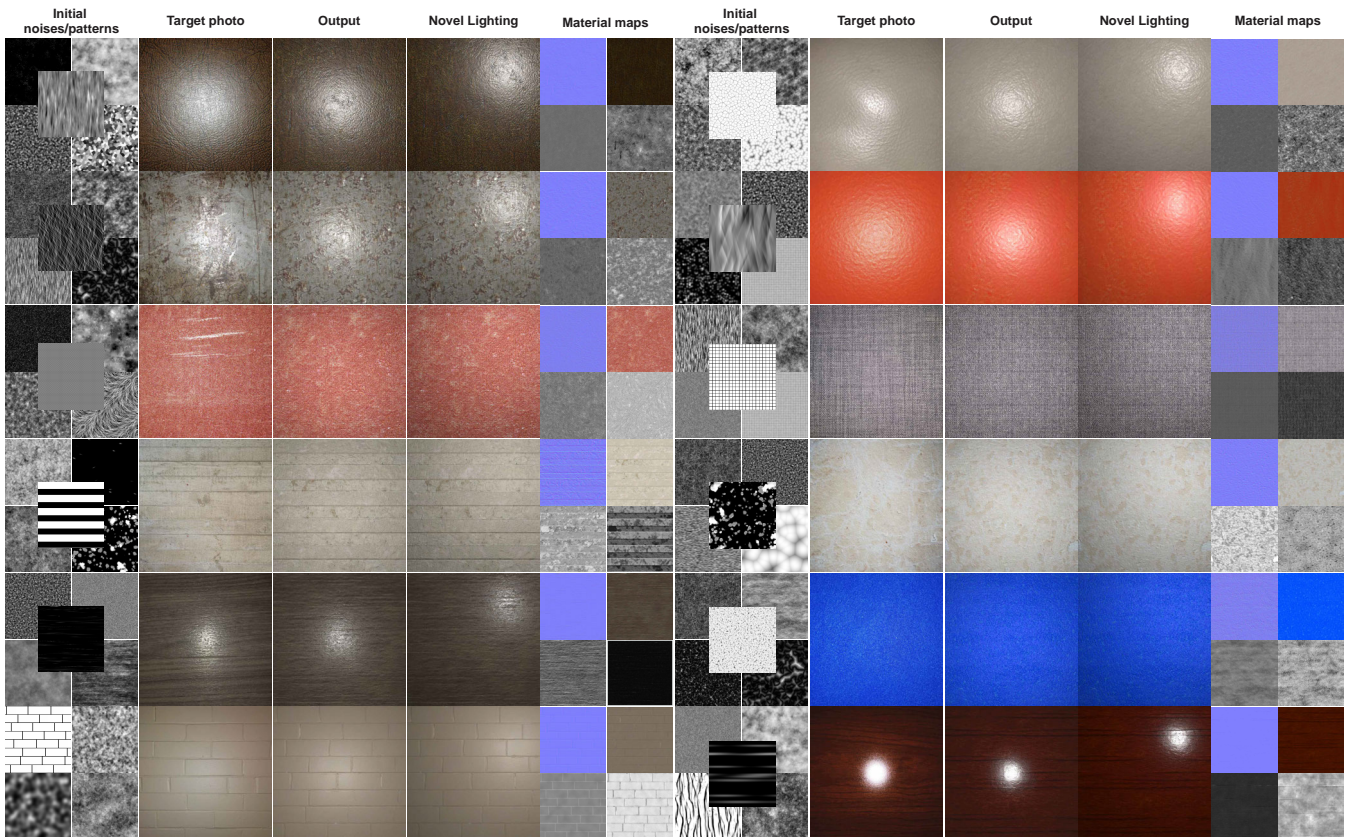 Initial
noises/patterns
Target photo
Output
Novel Lighting
Material maps
Initial
noises/patterns
Target photo
Output
Novel Lighting
Material maps